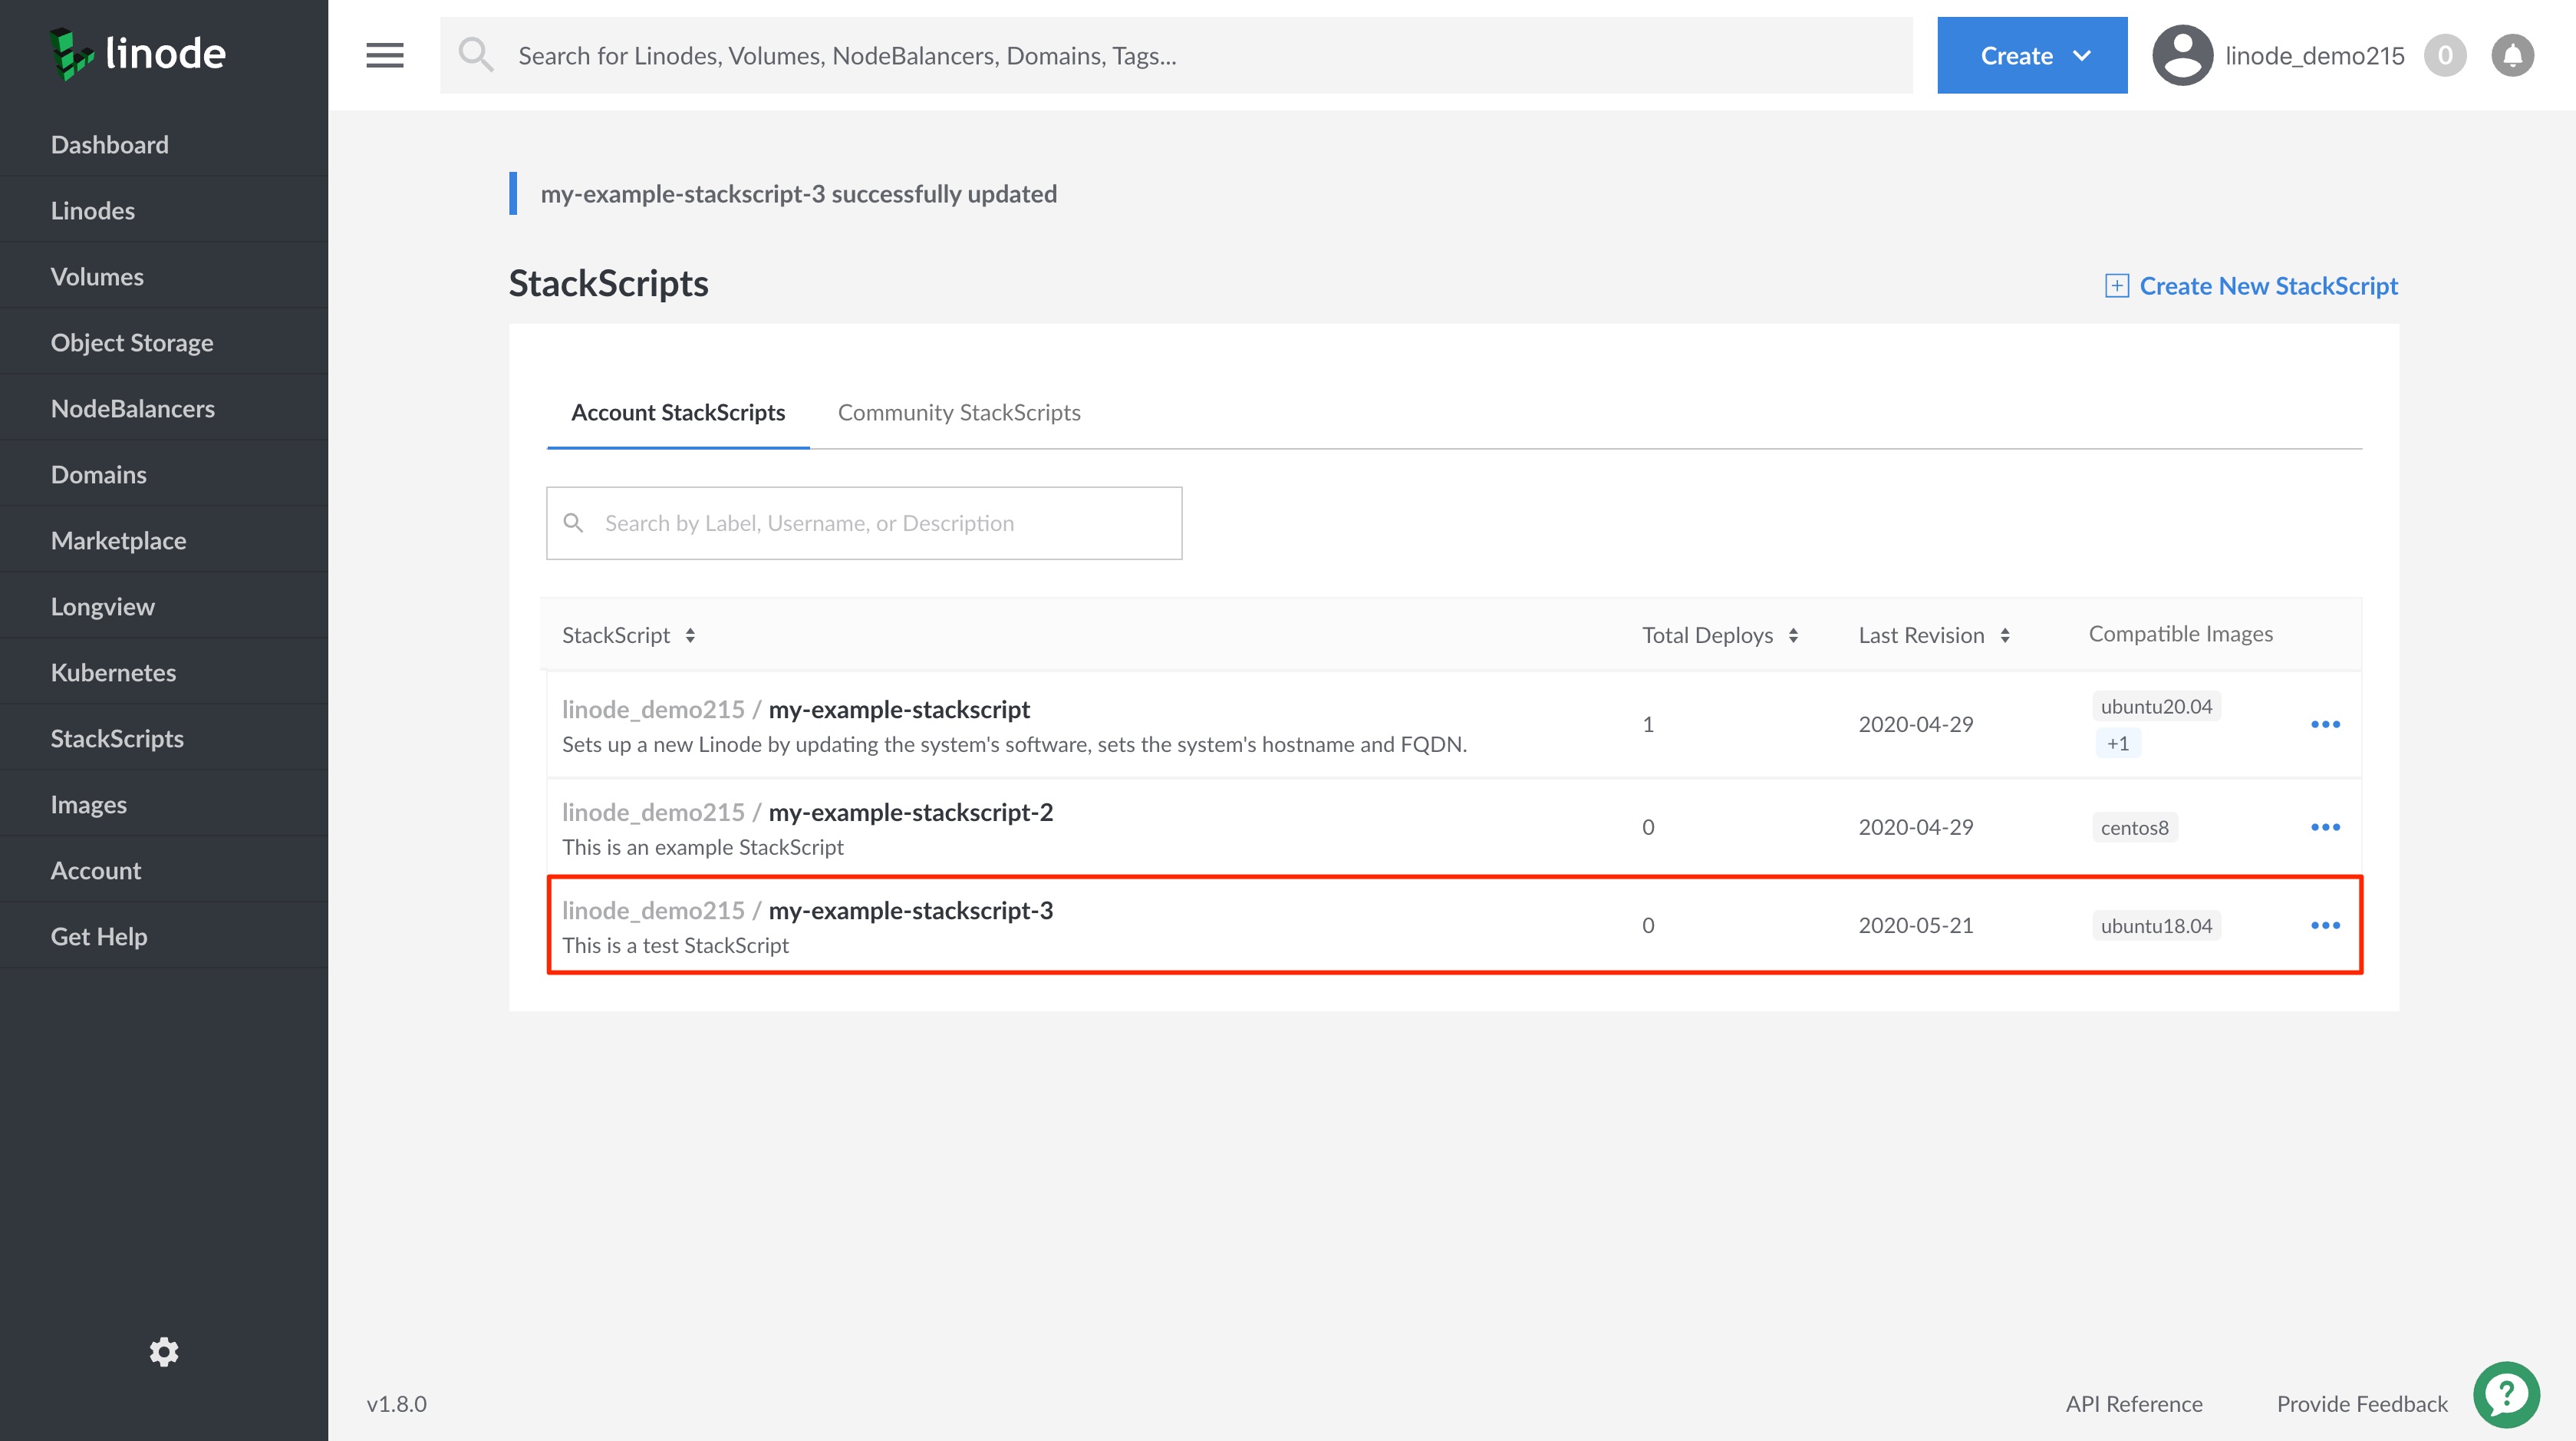 linode
Search for Linodes, Volumes, NodeBalancers, Domains, Tags...
Create
linode_demo215
0
Dashboard
Linodes
Volumes
Object Storage
NodeBalancers
Domains
Marketplace
Longview
Kubernetes
StackScripts
Images
Account
Get Help
my-example-stackscript-3 successfully updated
StackScripts
Create New StackScript
Account StackScripts
Community StackScripts
Search by Label, Username, or Description
StackScript
Total Deploys
Last Revision
Compatible Images
linode_demo215 / my-example-stackscript
Sets up a new Linode by updating the system's software, sets the system's hostname and FQDN.
1
2020-04-29
ubuntu20.04
+1
linode_demo215 / my-example-stackscript-2
This is an example StackScript
0
2020-04-29
centos8
linode_demo215 / my-example-stackscript-3
This is a test StackScript
0
2020-05-21
ubuntu18.04
v1.8.0
API Reference
Provide Feedback
?